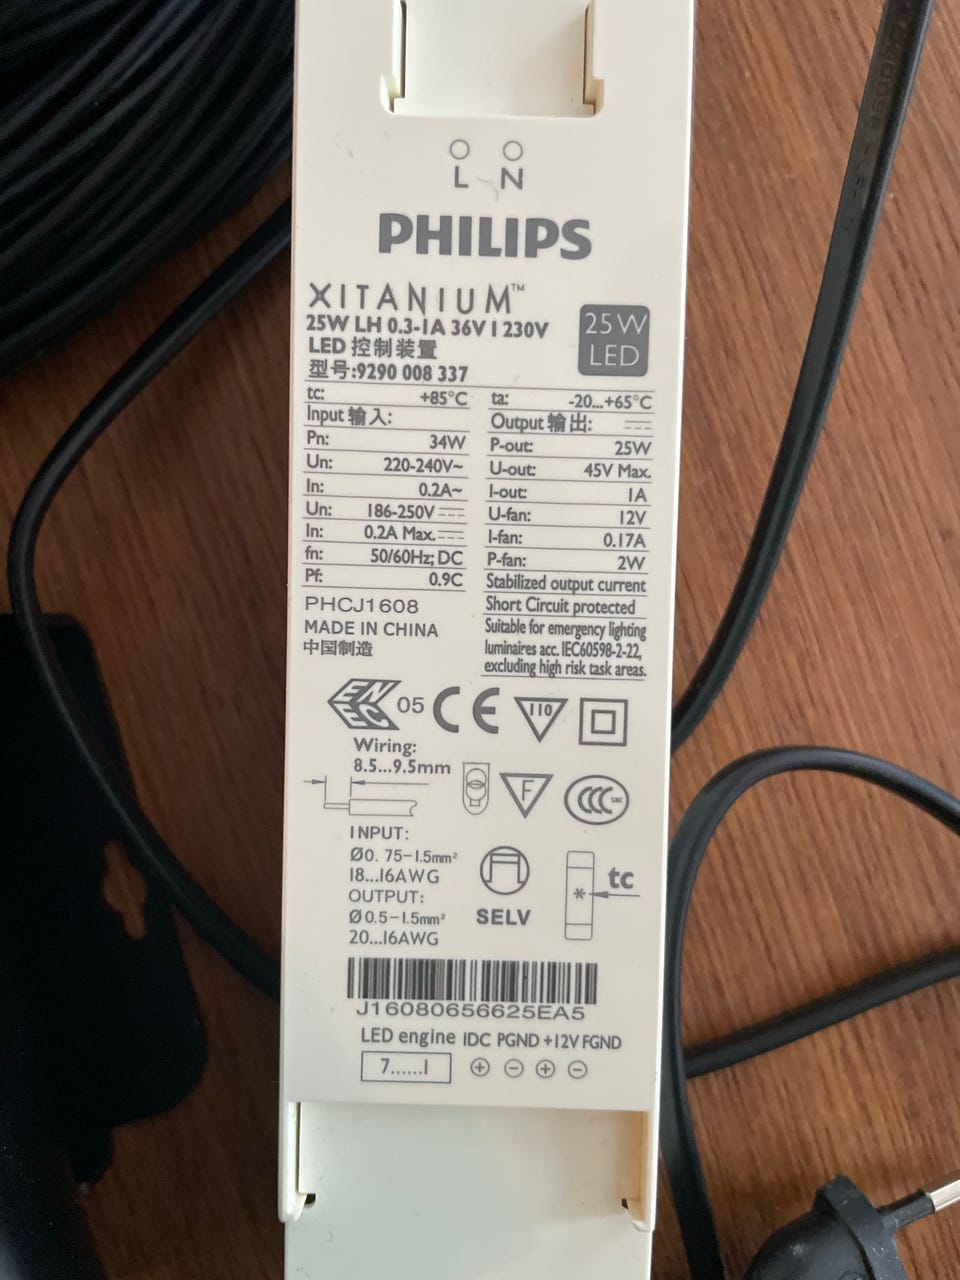 L N
PHILIPS
XITANIUM™
25W LH 0.3-1A 36V I 230V
25W
LED
LED 控制装置
型号:9290 008 337
tc: +85°C
Input 输入:
Pn: 34W
Un: 220-240V~
In: 0.2A~
Un: 186-250V
In: 0.2A Max.
fn: 50/60Hz; DC
Pf: 0.9C
PHCJ1608
MADE IN CHINA
中国制造
ta: -20...+65°C
Output 输出:
P-out: 25W
U-out: 45V Max.
I-out: 1A
U-fan: 12V
I-fan: 0.17A
P-fan: 2W
Stabilized output current
Short Circuit protected
Suitable for emergency lighting
luminaires acc. IEC60598-2-22,
excluding high risk task areas.
ENEC 05 CE 110
Wiring:
8.5...9.5mm
F CCC S&E
INPUT:
Ø0. 75-1.5mm²
18...16AWG
OUTPUT:
Ø0.5-1.5mm²
20...16AWG
SELV
* tc
J16080656625EA5
LED engine IDC PGND +12V FGND
7......1 + - + -